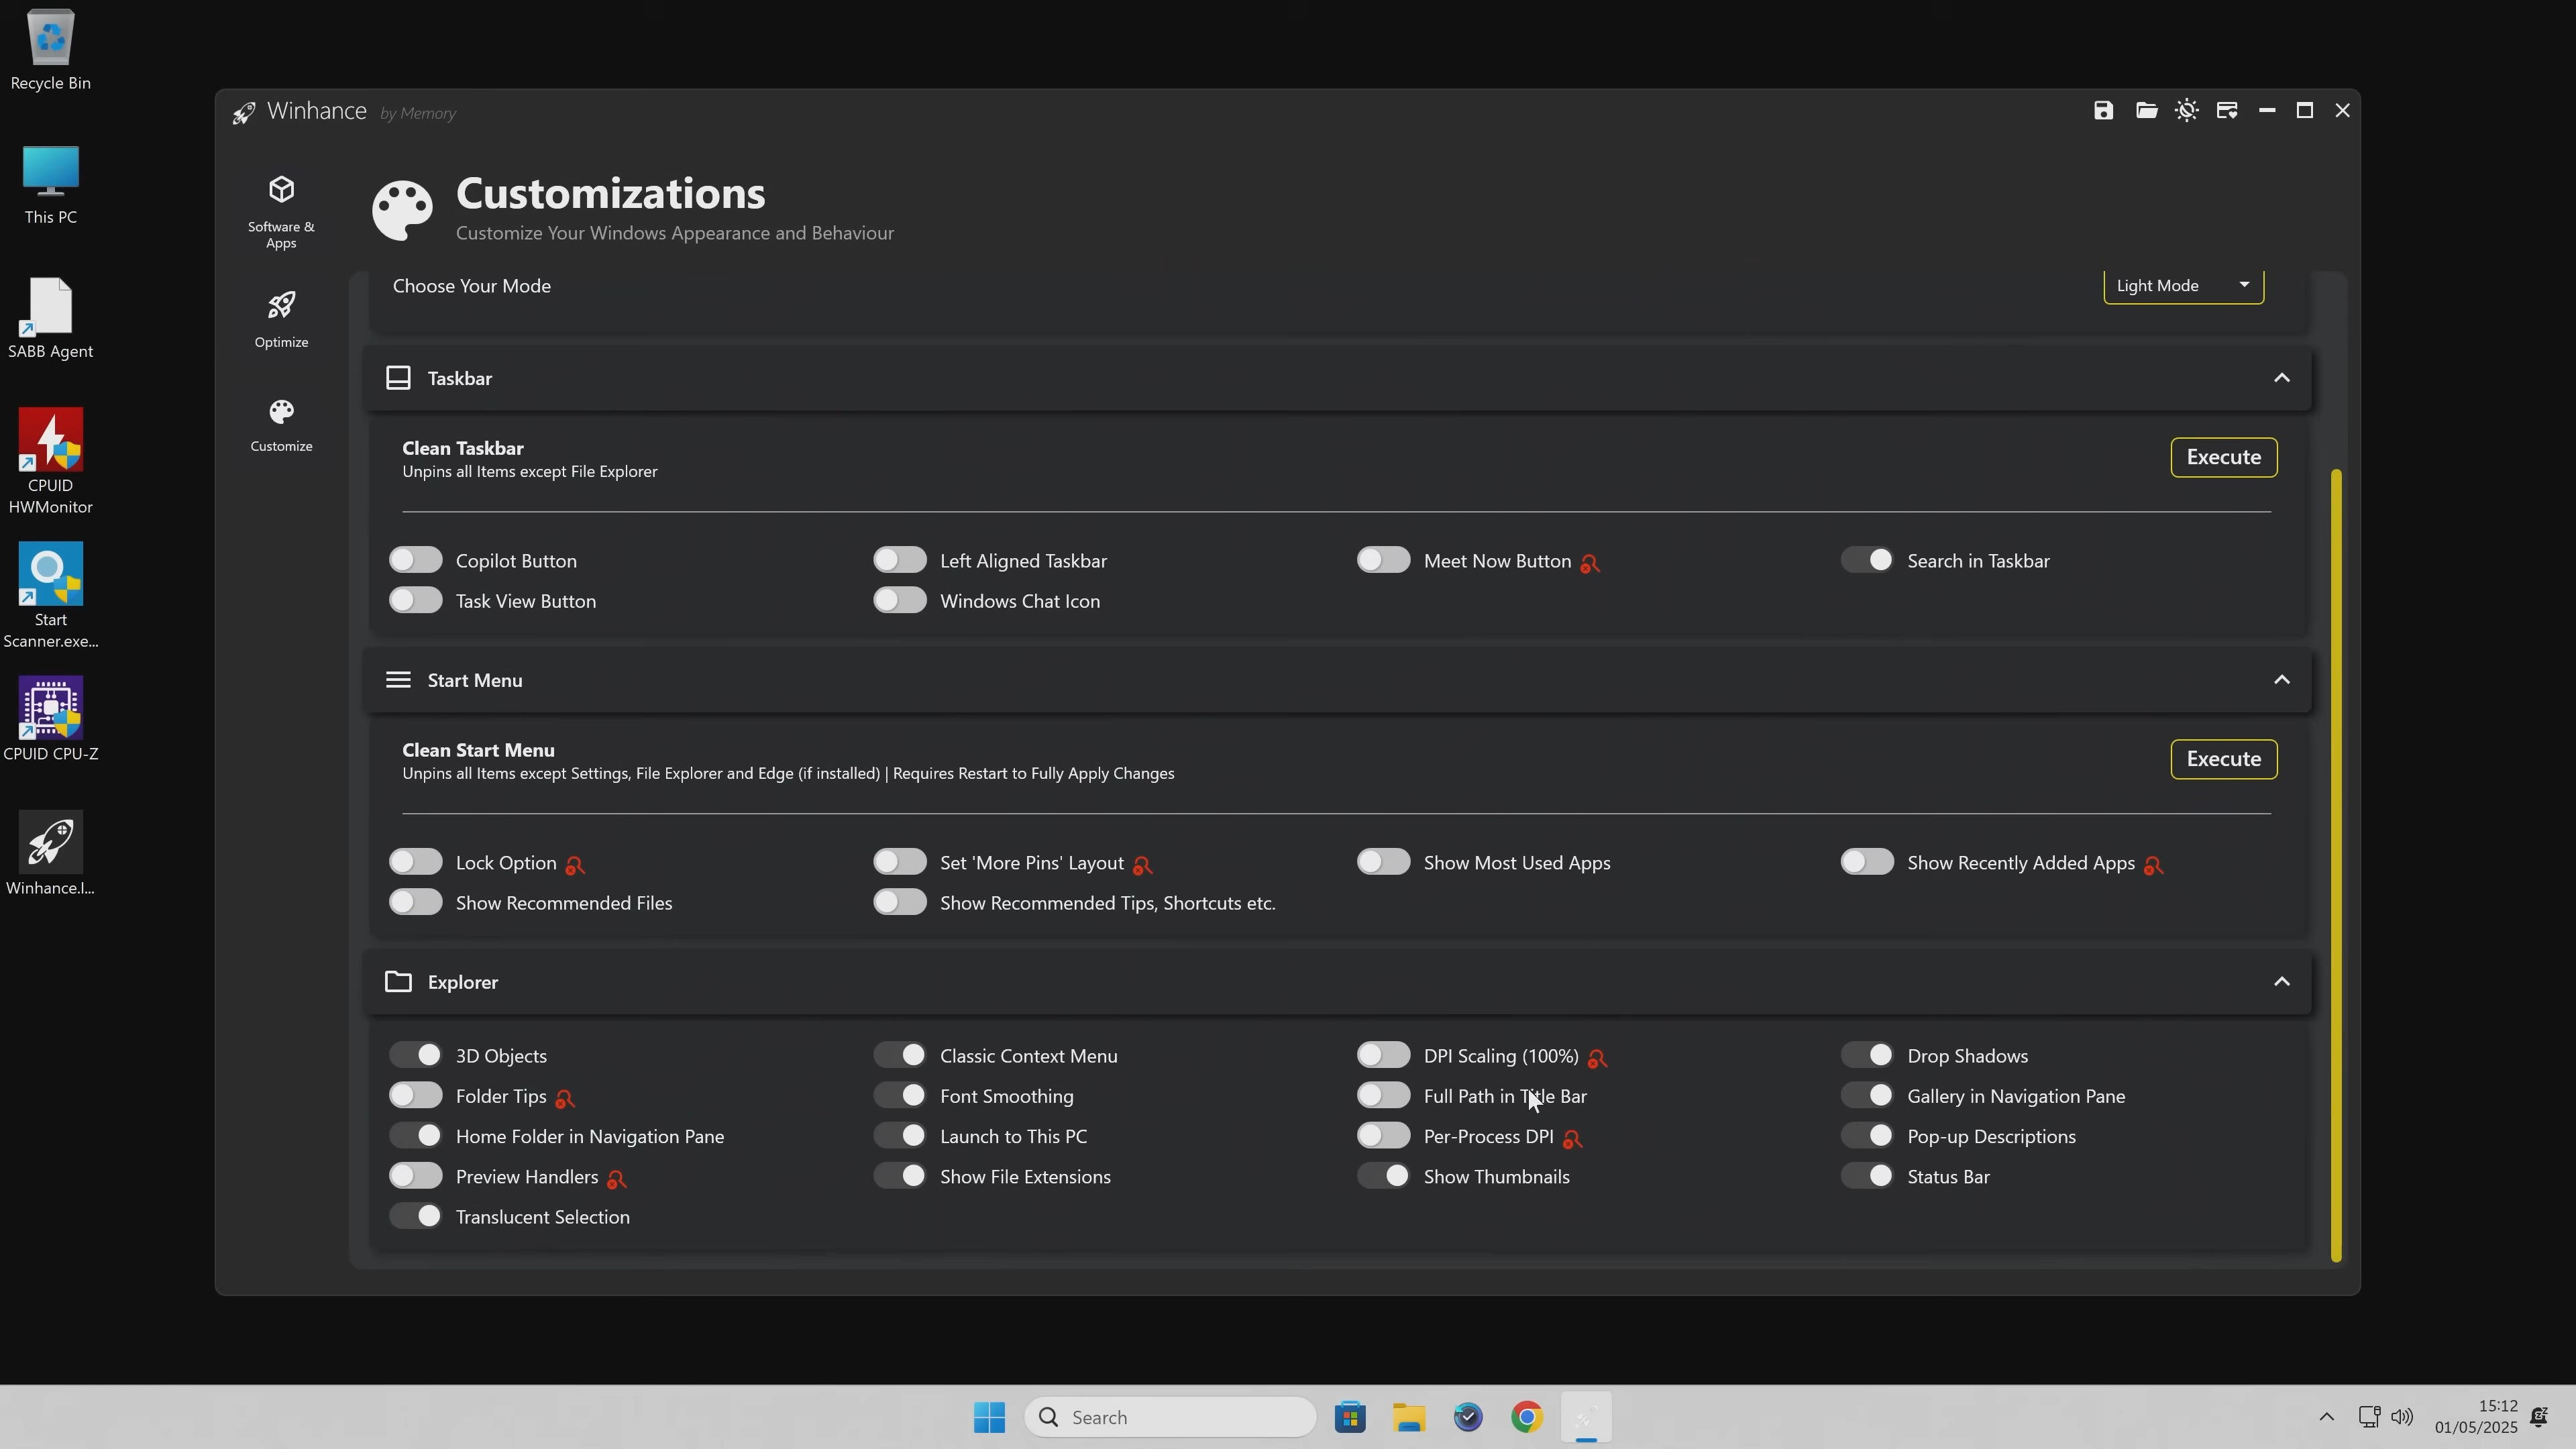 Recycle Bin
This PC
SABB Agent
CPUID
HWMonitor
Start
Scanner.exe...
CPUID CPU-Z
Winhance.l...
Winhance by Memory
Software &
Apps
Optimize
Customize
Customizations
Customize Your Windows Appearance and Behaviour
Choose Your Mode
Light Mode
Taskbar
Clean Taskbar
Unpins all Items except File Explorer
Execute
Copilot Button
Left Aligned Taskbar
Meet Now Button
Search in Taskbar
Task View Button
Windows Chat Icon
Start Menu
Clean Start Menu
Unpins all Items except Settings, File Explorer and Edge (if installed) | Requires Restart to Fully Apply Changes
Execute
Lock Option
Set 'More Pins' Layout
Show Most Used Apps
Show Recently Added Apps
Show Recommended Files
Show Recommended Tips, Shortcuts etc.
Explorer
3D Objects
Classic Context Menu
DPI Scaling (100%)
Drop Shadows
Folder Tips
Font Smoothing
Full Path in Title Bar
Gallery in Navigation Pane
Home Folder in Navigation Pane
Launch to This PC
Per-Process DPI
Pop-up Descriptions
Preview Handlers
Show File Extensions
Show Thumbnails
Status Bar
Translucent Selection
Search
15:12
01/05/2025